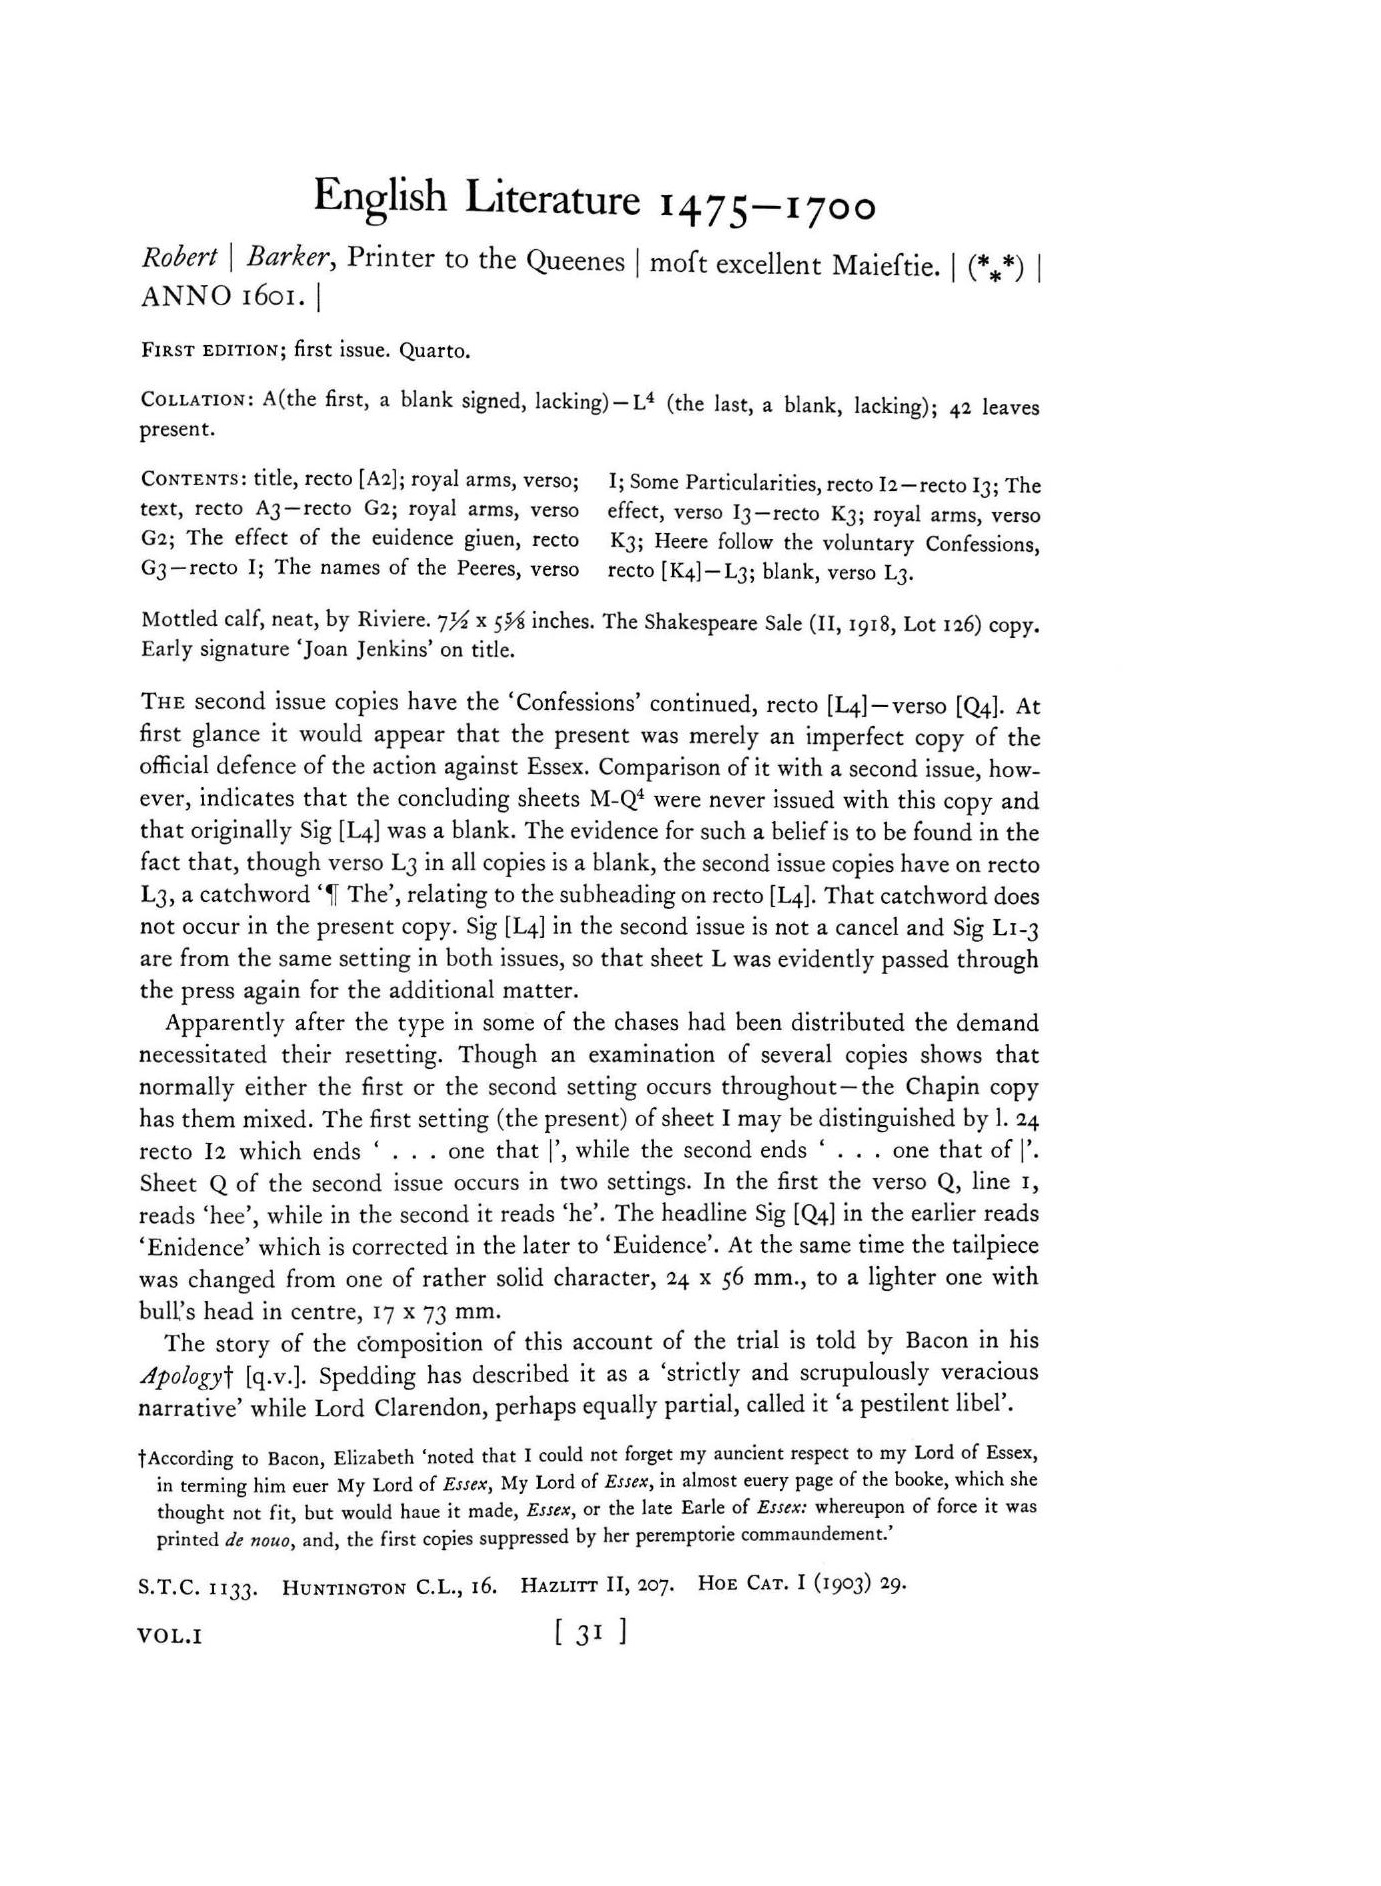 English Literature 1475—1700
Robert | Barker, Printer to the Queenes | moſt excellent Maieſtie. | (*⁎*) |
ANNO 1601. |
FIRST EDITION; first issue. Quarto.
COLLATION: A(the first, a blank signed, lacking)—L⁴ (the last, a blank, lacking); 42 leaves
present.
CONTENTS: title, recto [A2]; royal arms, verso;
text, recto A3—recto G2; royal arms, verso
G2; The effect of the euidence giuen, recto
G3—recto I; The names of the Peeres, verso
I; Some Particularities, recto I2—recto I3; The
effect, verso I3—recto K3; royal arms, verso
K3; Heere follow the voluntary Confessions,
recto [K4]—L3; blank, verso L3.
Mottled calf, neat, by Riviere. 7½ x 5⅝ inches. The Shakespeare Sale (II, 1918, Lot 126) copy.
Early signature ‘Joan Jenkins’ on title.
THE second issue copies have the ‘Confessions’ continued, recto [L4]—verso [Q4]. At
first glance it would appear that the present was merely an imperfect copy of the
official defence of the action against Essex. Comparison of it with a second issue, how-
ever, indicates that the concluding sheets M-Q⁴ were never issued with this copy and
that originally Sig [L4] was a blank. The evidence for such a belief is to be found in the
fact that, though verso L3 in all copies is a blank, the second issue copies have on recto
L3, a catchword ‘¶ The’, relating to the subheading on recto [L4]. That catchword does
not occur in the present copy. Sig [L4] in the second issue is not a cancel and Sig L1-3
are from the same setting in both issues, so that sheet L was evidently passed through
the press again for the additional matter.
Apparently after the type in some of the chases had been distributed the demand
necessitated their resetting. Though an examination of several copies shows that
normally either the first or the second setting occurs throughout—the Chapin copy
has them mixed. The first setting (the present) of sheet I may be distinguished by l. 24
recto I2 which ends ‘ . . . one that |’, while the second ends ‘ . . . one that of |’.
Sheet Q of the second issue occurs in two settings. In the first the verso Q, line 1,
reads ‘hee’, while in the second it reads ‘he’. The headline Sig [Q4] in the earlier reads
‘Enidence’ which is corrected in the later to ‘Euidence’. At the same time the tailpiece
was changed from one of rather solid character, 24 x 56 mm., to a lighter one with
bull’s head in centre, 17 x 73 mm.
The story of the composition of this account of the trial is told by Bacon in his
Apology† [q.v.]. Spedding has described it as a ‘strictly and scrupulously veracious
narrative’ while Lord Clarendon, perhaps equally partial, called it ‘a pestilent libel’.
†According to Bacon, Elizabeth ‘noted that I could not forget my auncient respect to my Lord of Essex,
in terming him euer My Lord of Essex, My Lord of Essex, in almost euery page of the booke, which she
thought not fit, but would haue it made, Essex, or the late Earle of Essex: whereupon of force it was
printed de nouo, and, the first copies suppressed by her peremptorie commaundement.’
S.T.C. 1133. HUNTINGTON C.L., 16. HAZLITT II, 207. HOE CAT. I (1903) 29.
VOL.I [ 31 ]